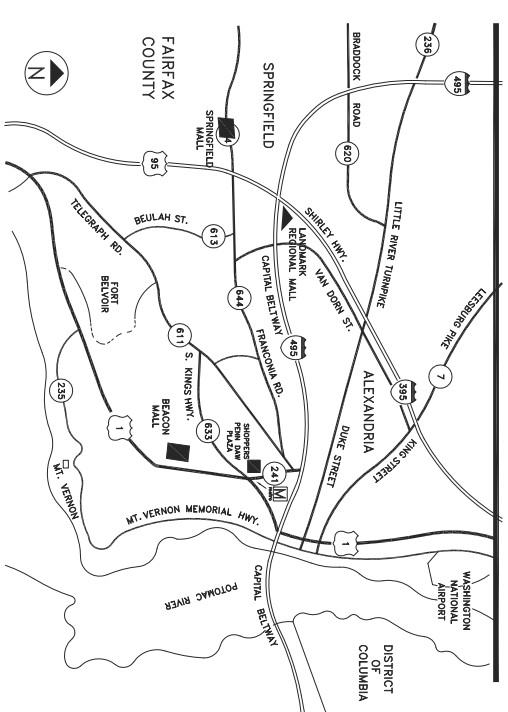 236
495
BRADDOCK ROAD
620
FAIRFAX
COUNTY
N
SPRINGFIELD
SPRINGFIELD
MALL
4
95
LITTLE RIVER TURNPIKE
SHIRLEY HWY.
LANDMARK
REGIONAL MALL
TELEGRAPH RD.
BEULAH ST.
613
VAN DORN ST.
CAPITAL BELTWAY
644
LEESBURG PIKE
7
FORT
BELVOIR
611
FRANCONIA RD.
495
395
ALEXANDRIA
KING STREET
DUKE STREET
235
1
BEACON
MALL
S. KINGS HWY.
633
SHOPPERS
PENN DAW
PLAZA
241
M
MT. VERNON
MT. VERNON MEMORIAL HWY.
1
POTOMAC RIVER
CAPITAL BELTWAY
WASHINGTON
NATIONAL
AIRPORT
DISTRICT
OF
COLUMBIA